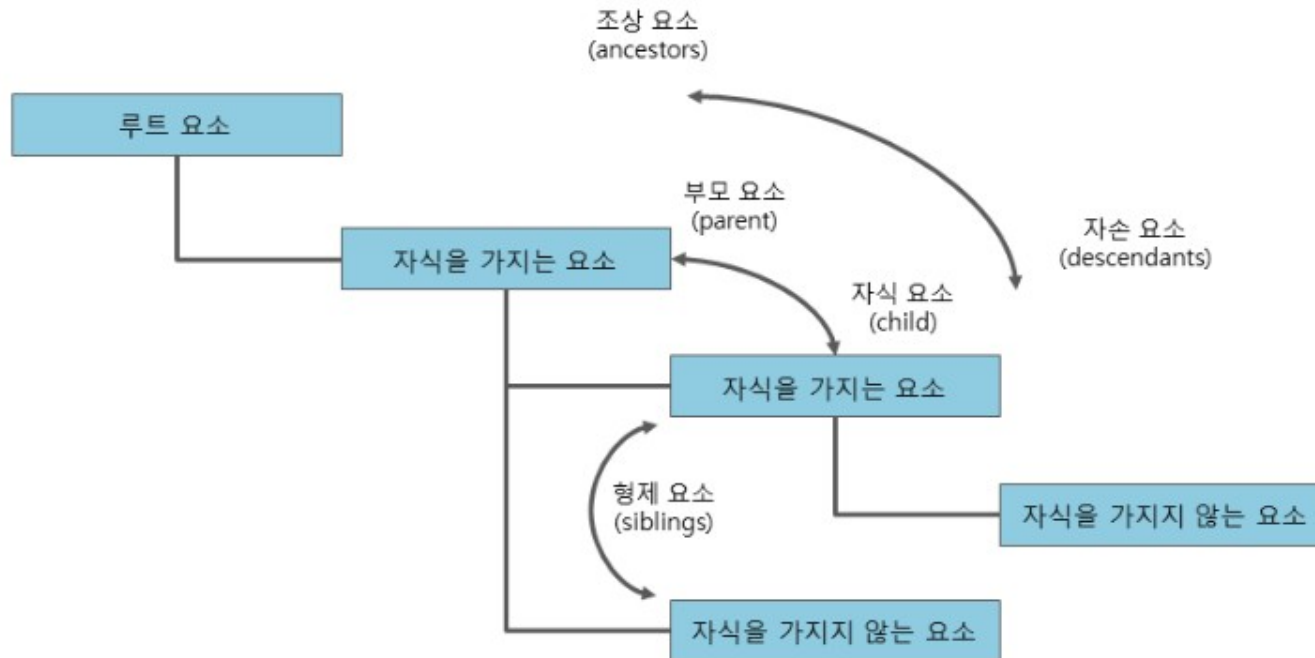 조상 요소
(ancestors)
루트 요소
부모 요소
(parent)
자손 요소
(descendants)
자식을 가지는 요소
자식 요소
(child)
자식을 가지는 요소
형제 요소
(siblings)
자식을 가지지 않는 요소
자식을 가지지 않는 요소